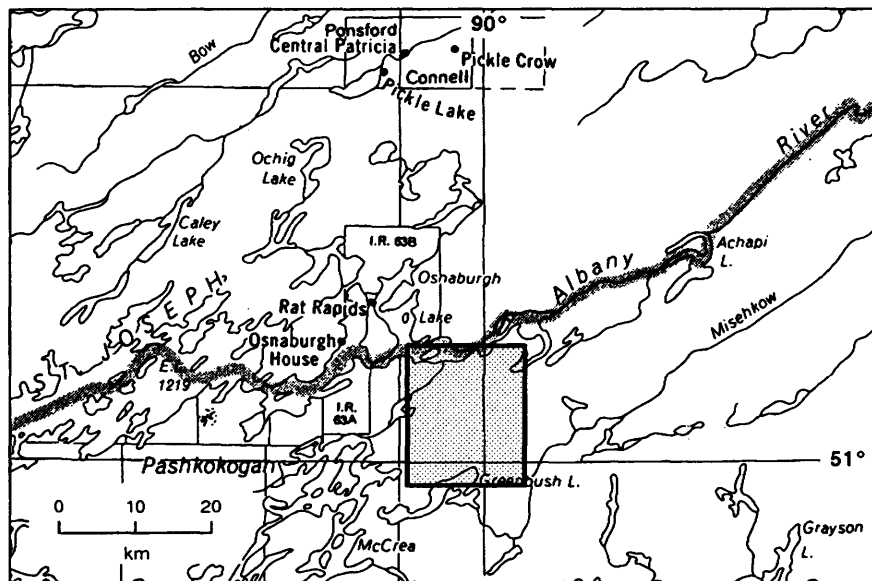 90°
Ponsford
Central Patricia
Pickle Crow
Connell
Pickle Lake
Bow
River
Ochig
Lake
Caley
Lake
I.R. 63B
Osnaburgh
Lake
Albany
Achapi
L.
Misehkow
ST. JOSEPH,
Rat Rapids
Osnaburgh
House
E.
1219
I.R.
63A
Pashkokogan
51°
Greenbush L.
0 10 20
km
McCrea
Grayson
L.